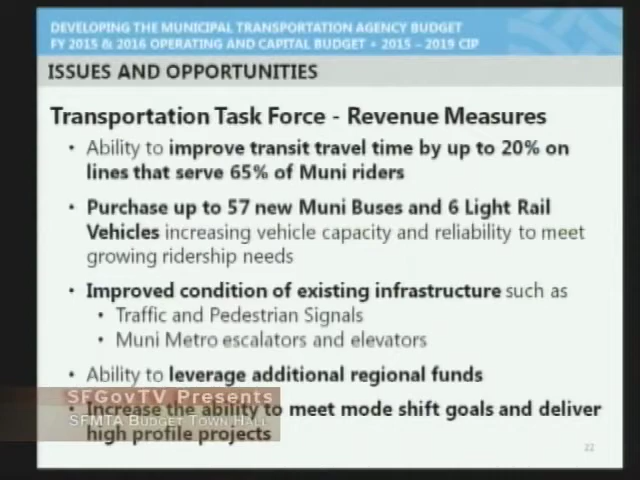 DEVELOPING THE MUNICIPAL TRANSPORTATION AGENCY BUDGET
FY 2015 & 2016 OPERATING AND CAPITAL BUDGET • 2015 – 2019 CIP
ISSUES AND OPPORTUNITIES
Transportation Task Force - Revenue Measures
• Ability to improve transit travel time by up to 20% on
lines that serve 65% of Muni riders
• Purchase up to 57 new Muni Buses and 6 Light Rail
Vehicles increasing vehicle capacity and reliability to meet
growing ridership needs
• Improved condition of existing infrastructure such as
• Traffic and Pedestrian Signals
• Muni Metro escalators and elevators
• Ability to leverage additional regional funds
SFGovTV Presents
• Increase the ability to meet mode shift goals and deliver
SFMTA Budget Town Hall
high profile projects
22